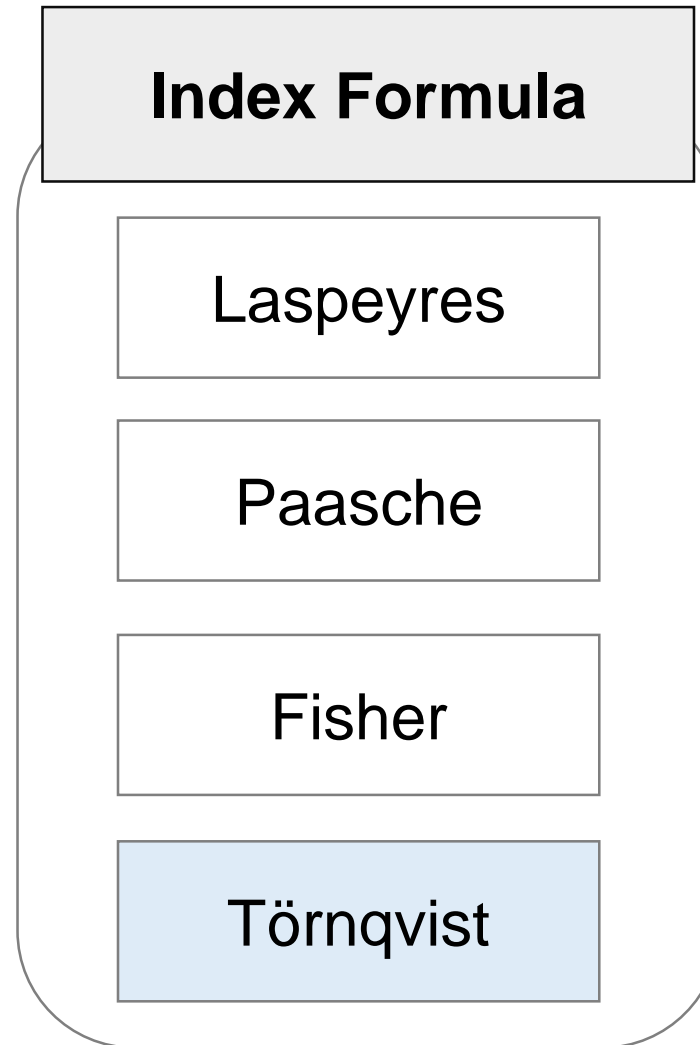 Index Formula
Laspeyres
Paasche
Fisher
Törnqvist